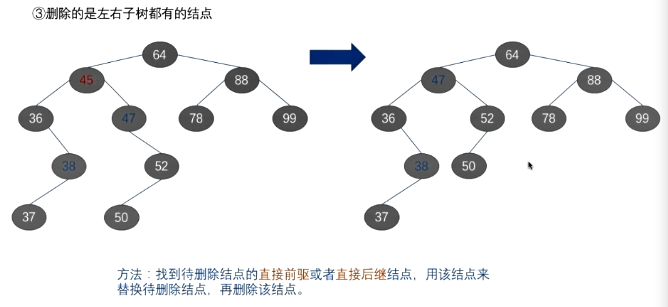 ③删除的是左右子树都有的结点
64 64
45 88 47 88
36 47 78 99 36 52 78 99
38 52 38 50
37 50 37
方法：找到待删除结点的直接前驱或者直接后继结点，用该结点来
替换待删除结点，再删除该结点。